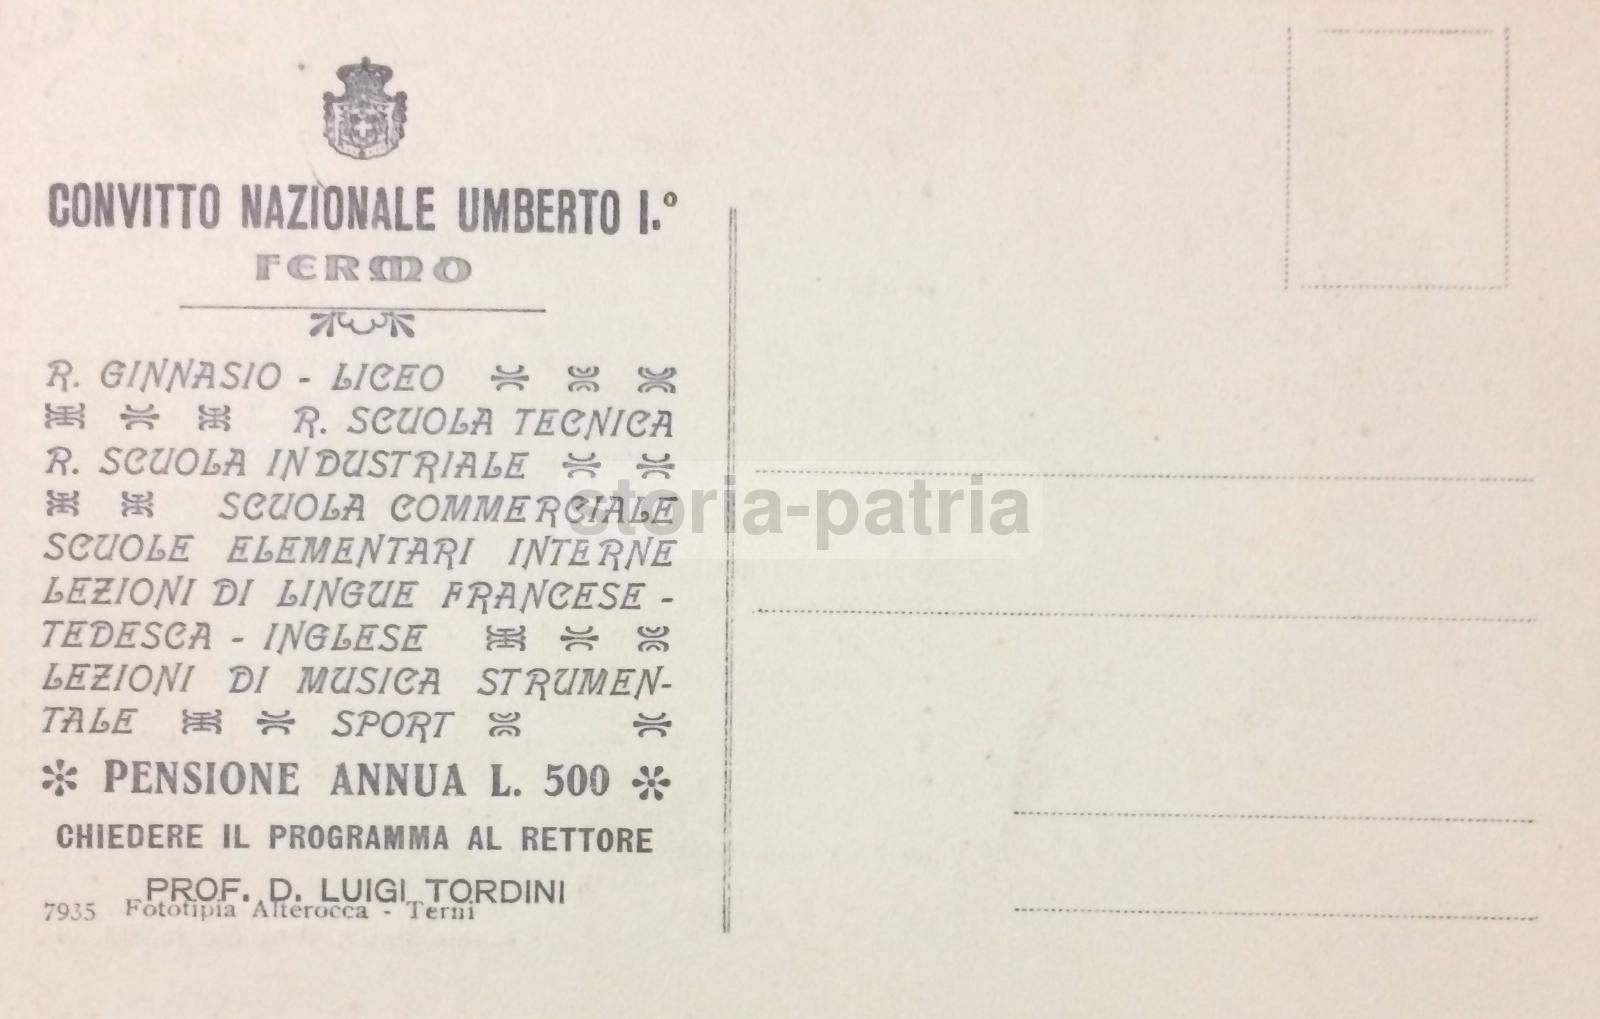 CONVITTO NAZIONALE UMBERTO I.º
FERMO
R. GINNASIO - LICEO
R. SCUOLA TECNICA
R. SCUOLA INDUSTRIALE
SCUOLA COMMERCIALE
SCUOLE ELEMENTARI INTERNE
LEZIONI DI LINGUE FRANCESE -
TEDESCA - INGLESE
LEZIONI DI MUSICA STRUMEN-
TALE SPORT
PENSIONE ANNUA L. 500
CHIEDERE IL PROGRAMMA AL RETTORE
PROF. D. LUIGI TORDINI
7935 Fototipia Alterocca - Terni
storia-patria